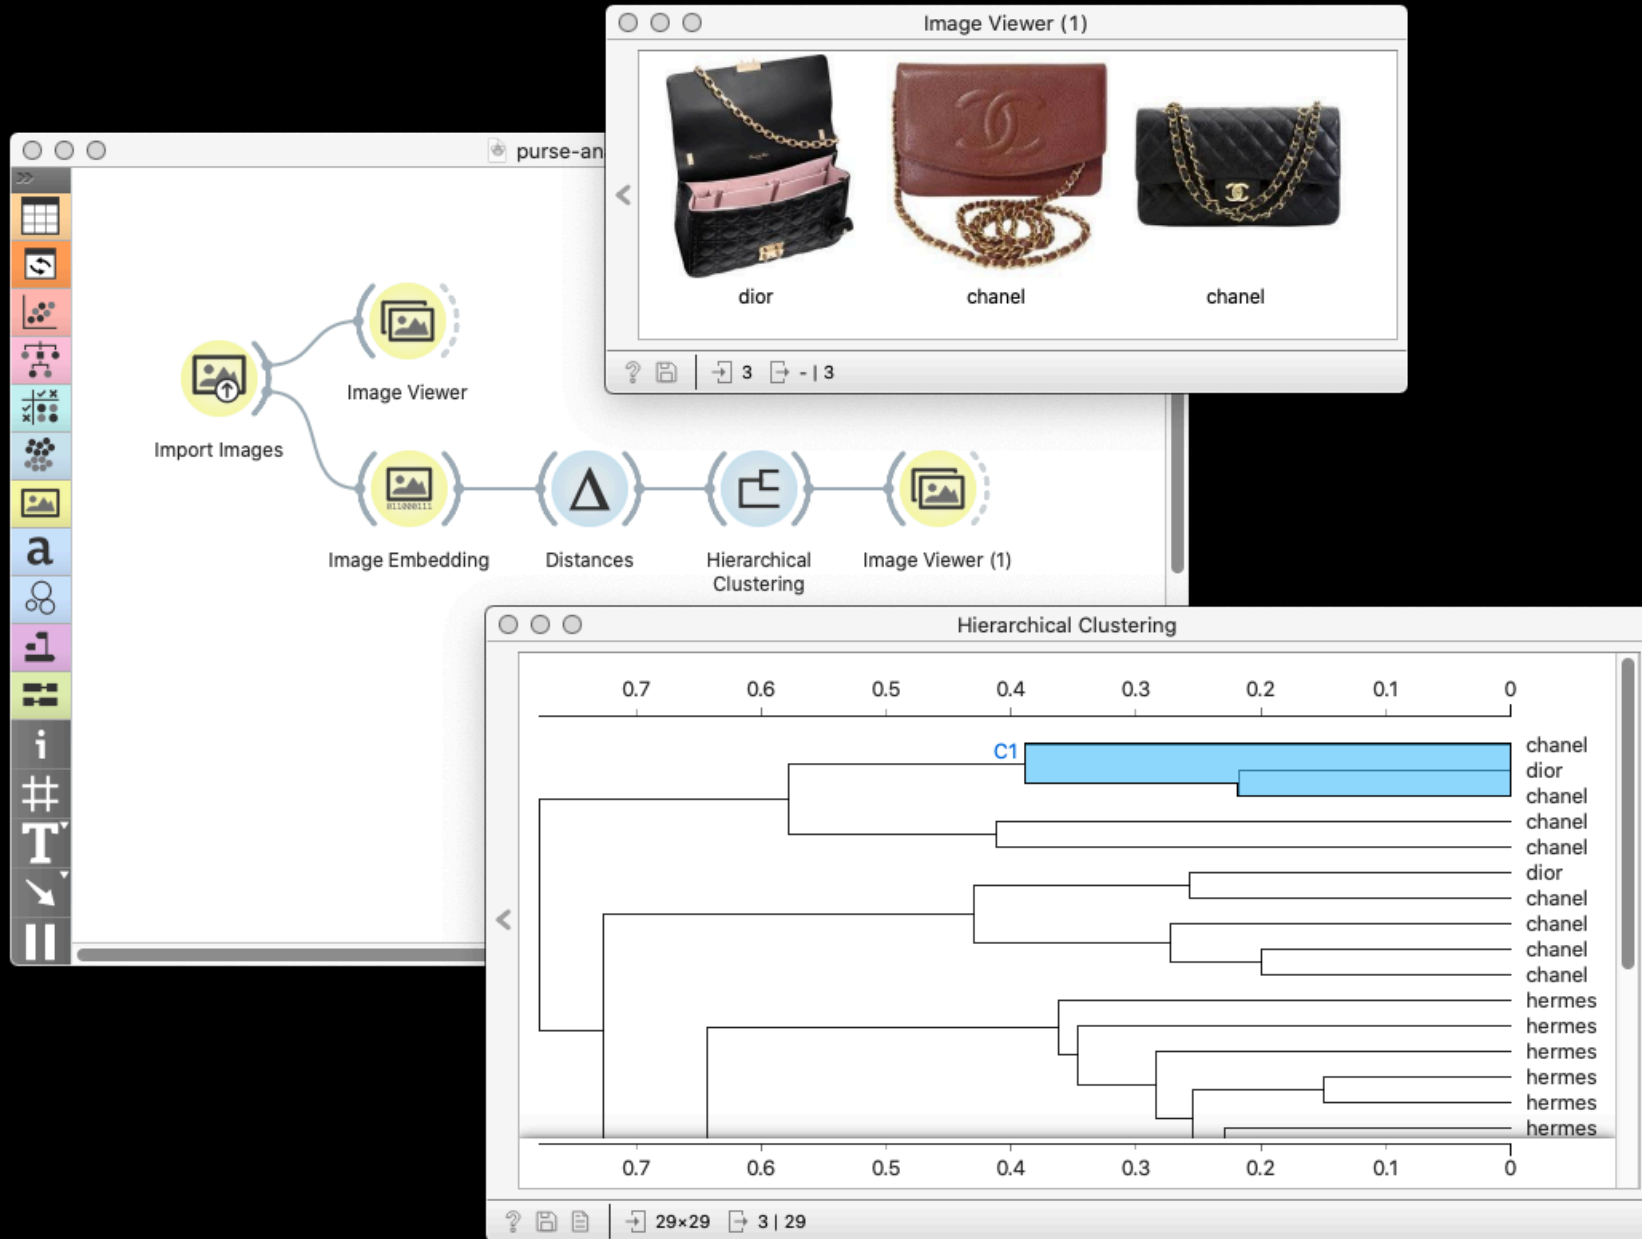 Image Viewer (1)
dior
chanel
chanel
3
- | 3
purse-an
Image Viewer
Import Images
Image Embedding
Distances
Hierarchical
Clustering
Image Viewer (1)
a
i
T
Hierarchical Clustering
0.7 0.6 0.5 0.4 0.3 0.2 0.1 0
C1
chanel
dior
chanel
chanel
chanel
dior
chanel
chanel
chanel
chanel
hermes
hermes
hermes
hermes
hermes
hermes
0.7 0.6 0.5 0.4 0.3 0.2 0.1 0
29×29
3 | 29